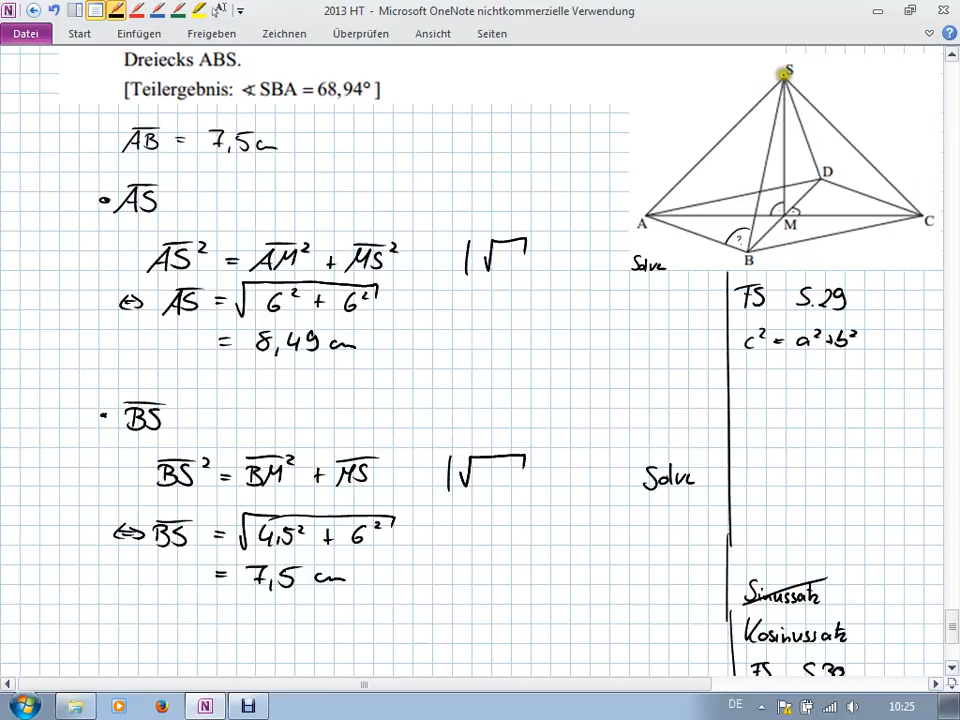 2013 HT - Microsoft OneNote nichtkommerzielle Verwendung
Datei Start Einfügen Freigeben Zeichnen Überprüfen Ansicht Seiten
Dreiecks ABS.
[Teilergebnis: ∢ SBA = 68,94° ]
AB = 7,5 cm
• AS
AS² = AM² + MS² | √
⇔ AS = √6² + 6²
= 8,49 cm
• BS
BS² = BM² + MS | √
⇔ BS = √4,5² + 6²
= 7,5 cm
S
D
A
M
C
?
B
Solve
FS S.29
c² = a² + b²
Solve
Sinussatz
Kosinussatz
FS S.30
DE
10:25